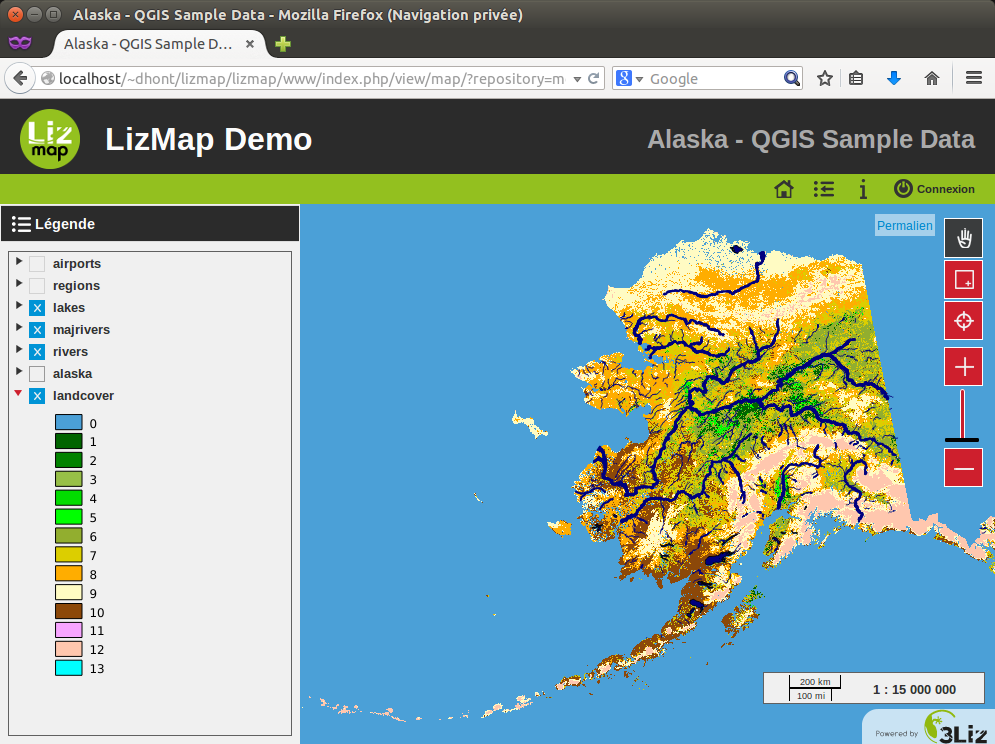 Alaska - QGIS Sample Data - Mozilla Firefox (Navigation privée)
Alaska - QGIS Sample D...
localhost/~dhont/lizmap/lizmap/www/index.php/view/map/?repository=m
8 Google
Liz map
LizMap Demo
Alaska - QGIS Sample Data
Connexion
Légende
Permalien
airports
regions
lakes
majrivers
rivers
alaska
landcover
0
1
2
3
4
5
6
7
8
9
10
11
12
13
200 km
100 mi
1 : 15 000 000
Powered by 3Liz